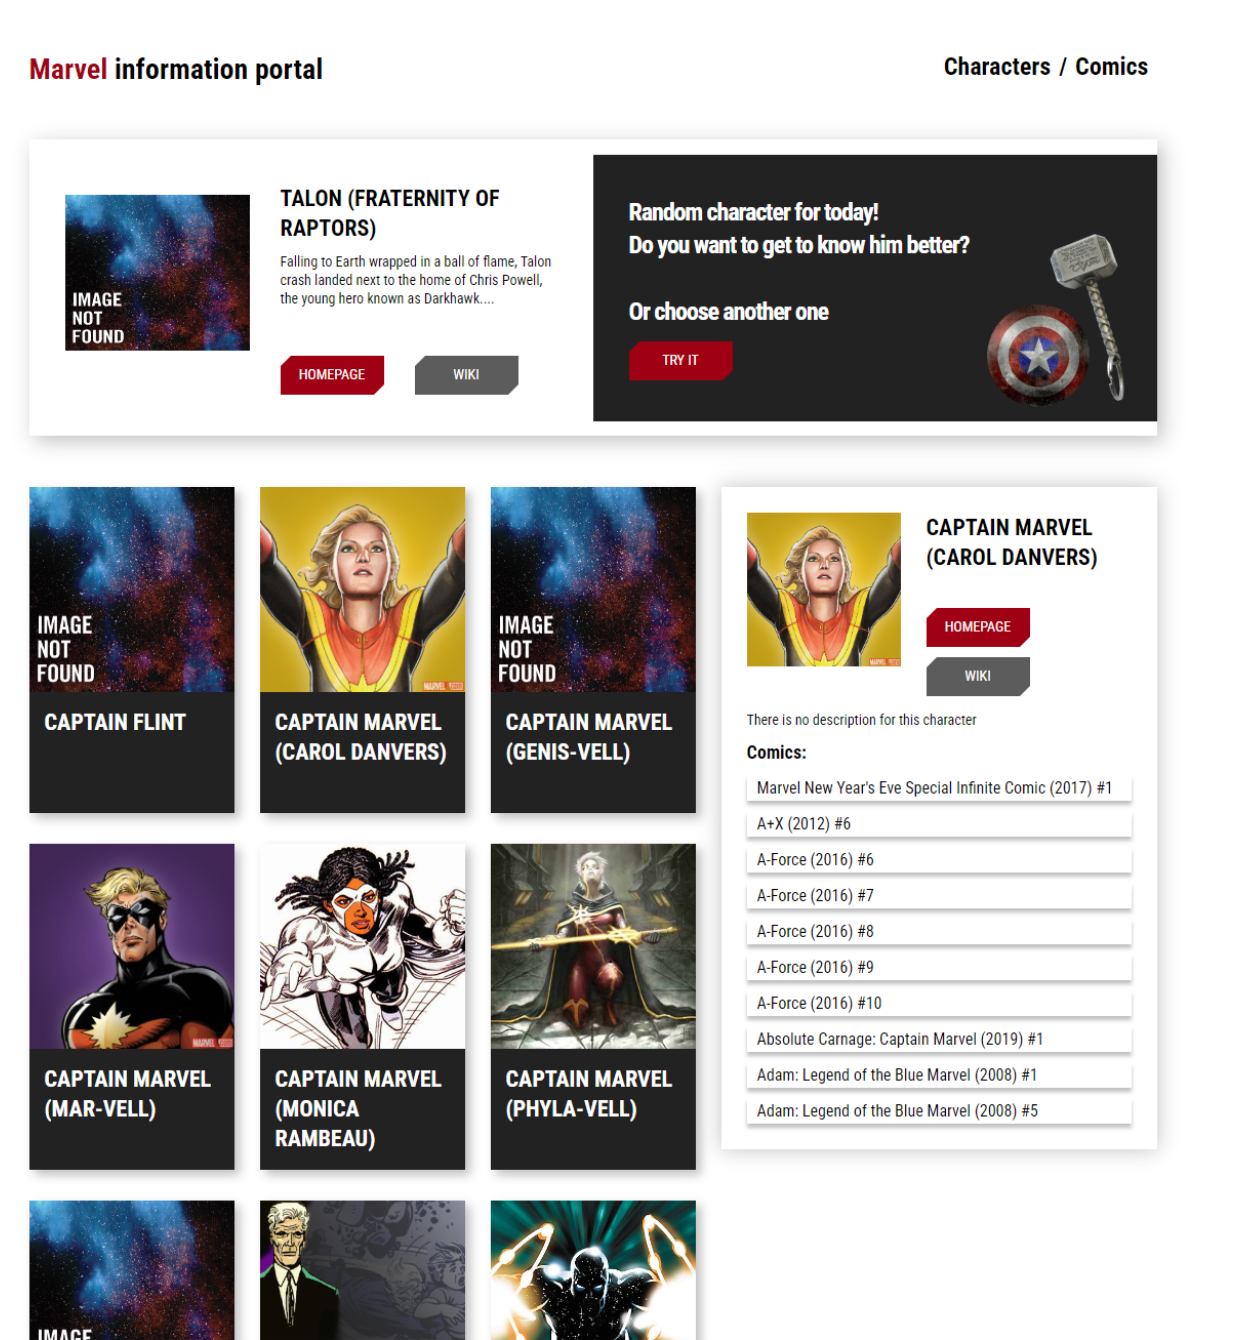 Marvel information portal
Characters / Comics
IMAGE
NOT
FOUND
TALON (FRATERNITY OF
RAPTORS)
Falling to Earth wrapped in a ball of flame, Talon
crash landed next to the home of Chris Powell,
the young hero known as Darkhawk....
HOMEPAGE
WIKI
Random character for today!
Do you want to get to know him better?
Or choose another one
TRY IT
IMAGE
NOT
FOUND
CAPTAIN FLINT
MARVEL
CAPTAIN MARVEL
(CAROL DANVERS)
IMAGE
NOT
FOUND
CAPTAIN MARVEL
(GENIS-VELL)
MARVEL
CAPTAIN MARVEL
(MAR-VELL)
CAPTAIN MARVEL
(MONICA
RAMBEAU)
CAPTAIN MARVEL
(PHYLA-VELL)
IMAGE
MARVEL
CAPTAIN MARVEL
(CAROL DANVERS)
HOMEPAGE
WIKI
There is no description for this character
Comics:
Marvel New Year's Eve Special Infinite Comic (2017) #1
A+X (2012) #6
A-Force (2016) #6
A-Force (2016) #7
A-Force (2016) #8
A-Force (2016) #9
A-Force (2016) #10
Absolute Carnage: Captain Marvel (2019) #1
Adam: Legend of the Blue Marvel (2008) #1
Adam: Legend of the Blue Marvel (2008) #5